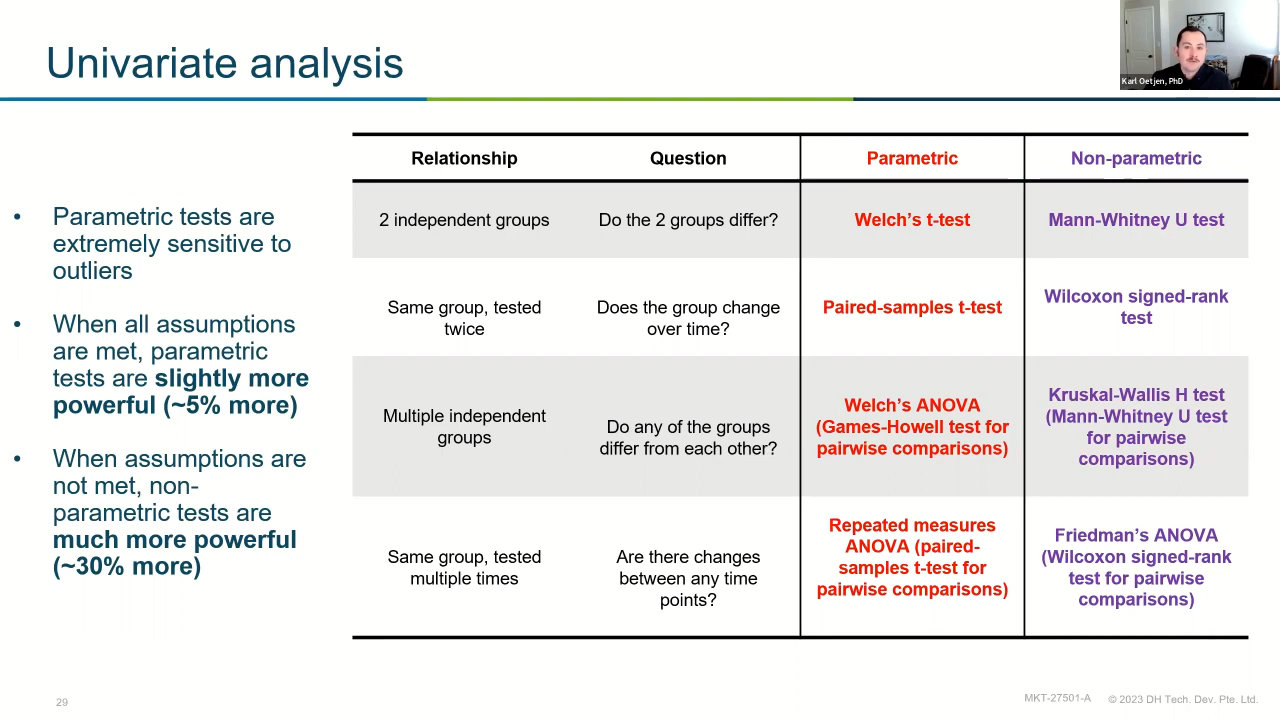 Univariate analysis
Karl Oetjen, PhD
• Parametric tests are
extremely sensitive to
outliers
• When all assumptions
are met, parametric
tests are slightly more
powerful (~5% more)
• When assumptions are
not met, non-
parametric tests are
much more powerful
(~30% more)
Relationship Question Parametric Non-parametric
2 independent groups Do the 2 groups differ? Welch’s t-test Mann-Whitney U test
Same group, tested
twice
Does the group change
over time?
Paired-samples t-test
Wilcoxon signed-rank
test
Multiple independent
groups
Do any of the groups
differ from each other?
Welch’s ANOVA
(Games-Howell test for
pairwise comparisons)
Kruskal-Wallis H test
(Mann-Whitney U test
for pairwise
comparisons)
Same group, tested
multiple times
Are there changes
between any time
points?
Repeated measures
ANOVA (paired-
samples t-test for
pairwise comparisons)
Friedman’s ANOVA
(Wilcoxon signed-rank
test for pairwise
comparisons)
29
MKT-27501-A © 2023 DH Tech. Dev. Pte. Ltd.